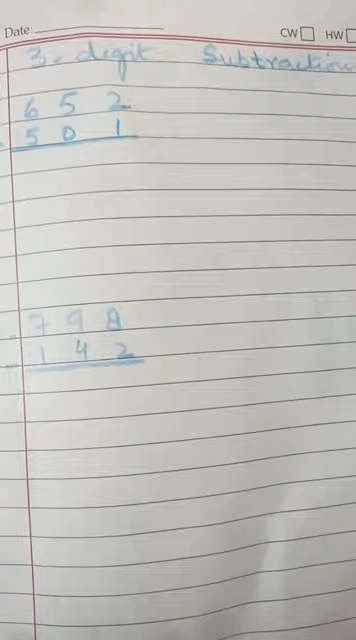 Date:
CW HW
3. digit Subtraction
6 5 2
- 5 0 1
7 9 8
- 1 4 2